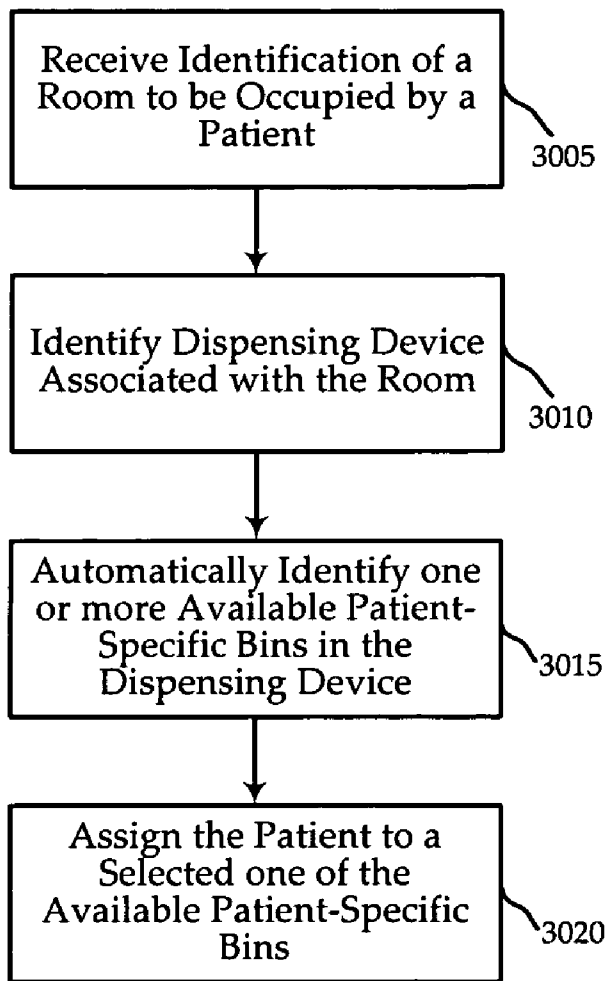 Receive Identification of a
Room to be Occupied by a
Patient
3005
Identify Dispensing Device
Associated with the Room
3010
Automatically Identify one
or more Available Patient-
Specific Bins in the
Dispensing Device
3015
Assign the Patient to a
Selected one of the
Available Patient-Specific
Bins
3020